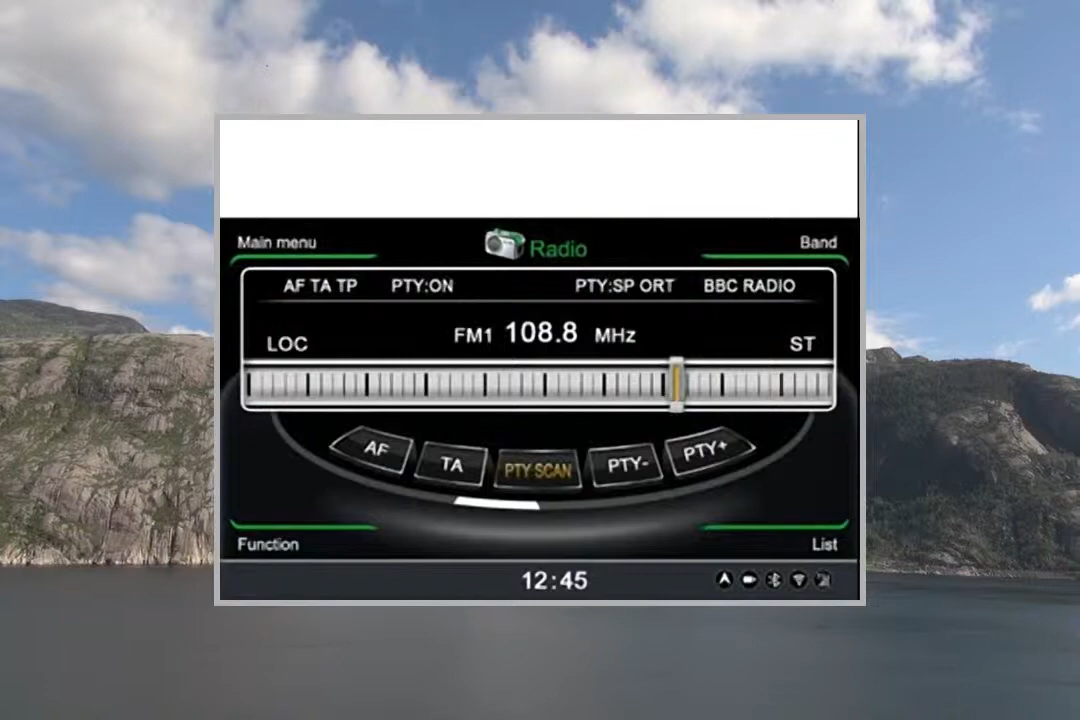 Main menu Radio Band
AF TA TP PTY:ON PTY:SP ORT BBC RADIO
LOC FM1 108.8 MHz ST
AF TA PTY SCAN PTY- PTY+
Function List
12:45